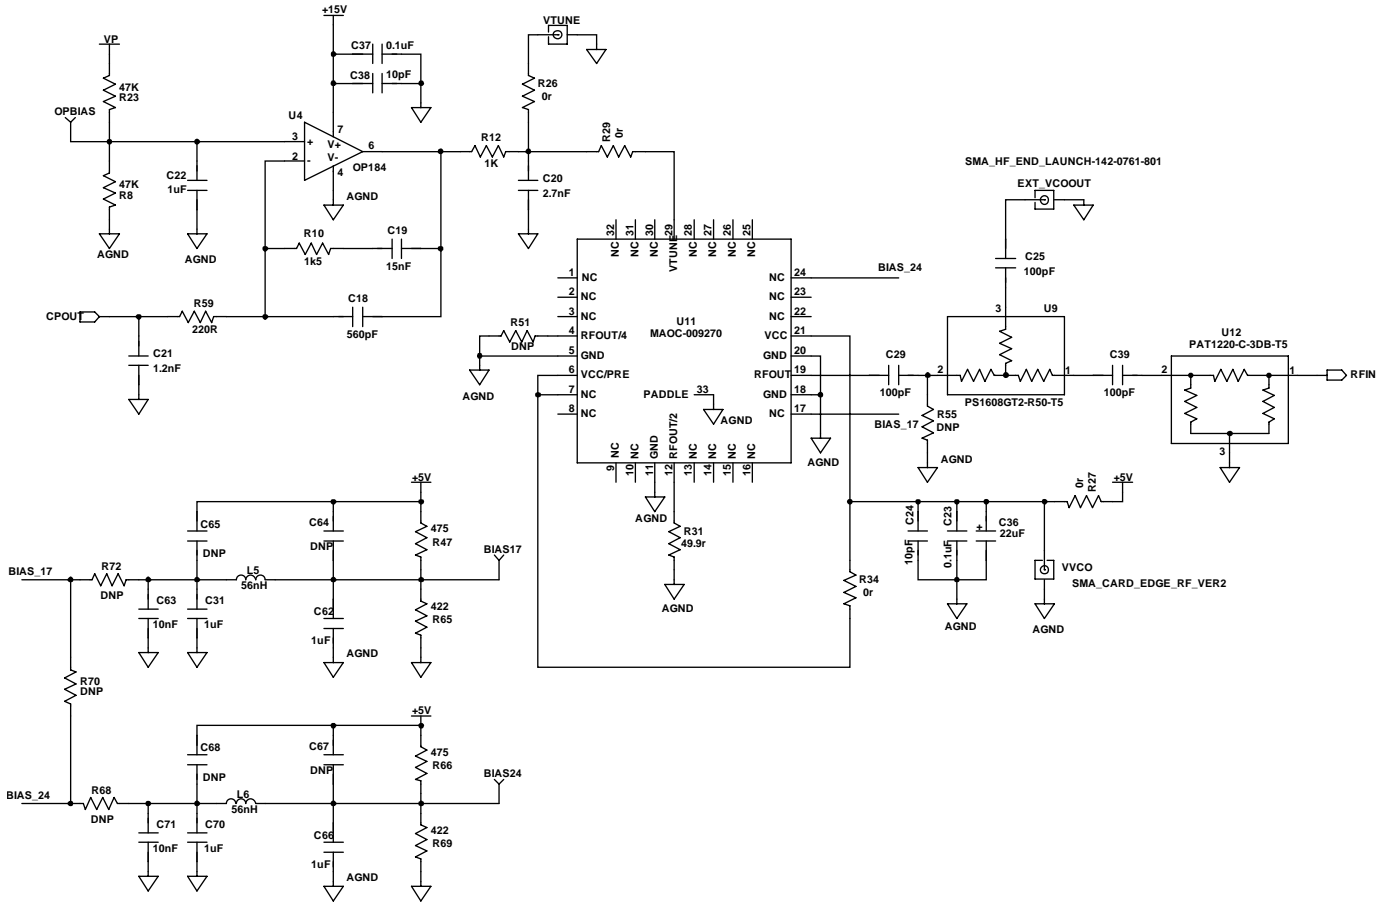 +15V
VTUNE
C37 0.1uF
C38 10pF
VP
47K
R23
OPBIAS
R26
0r
U4
3
2
+
-
7
V+
V-
4
6
OP184
R12
1K
R29
0r
47K
R8
C22
1uF
AGND
C20
2.7nF
AGND
AGND
R10
1k5
C19
15nF
SMA_HF_END_LAUNCH-142-0761-801
EXT_VCOOUT
C25
100pF
CPOUT
R59
220R
C18
560pF
C21
1.2nF
32 31 30 29 28 27 26 25
NC NC NC VTUNE NC NC NC NC
1 NC
2 NC
3 NC
4 RFOUT/4
5 GND
6 VCC/PRE
7 NC
8 NC
U11
MAOC-009270
PADDLE 33
AGND
NC 24
NC 23
NC 22
VCC 21
GND 20
RFOUT 19
GND 18
NC 17
NC NC GND RFOUT/2 NC NC NC NC
9 10 11 12 13 14 15 16
BIAS_24
BIAS_17
R51
DNP
AGND
AGND
AGND
C29
100pF
R55
DNP
AGND
3
U9
2
1
PS1608GT2-R50-T5
C39
100pF
U12
PAT1220-C-3DB-T5
2
1
3
RFIN
R31
49.9r
AGND
R34
0r
C24
10pF
C23
0.1uF
+
C36
22uF
AGND
0r
R27
+5V
VVCO
SMA_CARD_EDGE_RF_VER2
AGND
+5V
C65
DNP
C64
DNP
475
R47
BIAS17
BIAS_17
R72
DNP
L5
56nH
C63
10nF
C31
1uF
C62
1uF
422
R65
AGND
R70
DNP
+5V
C68
DNP
C67
DNP
475
R66
BIAS24
BIAS_24
R68
DNP
L6
56nH
C71
10nF
C70
1uF
C66
1uF
422
R69
AGND